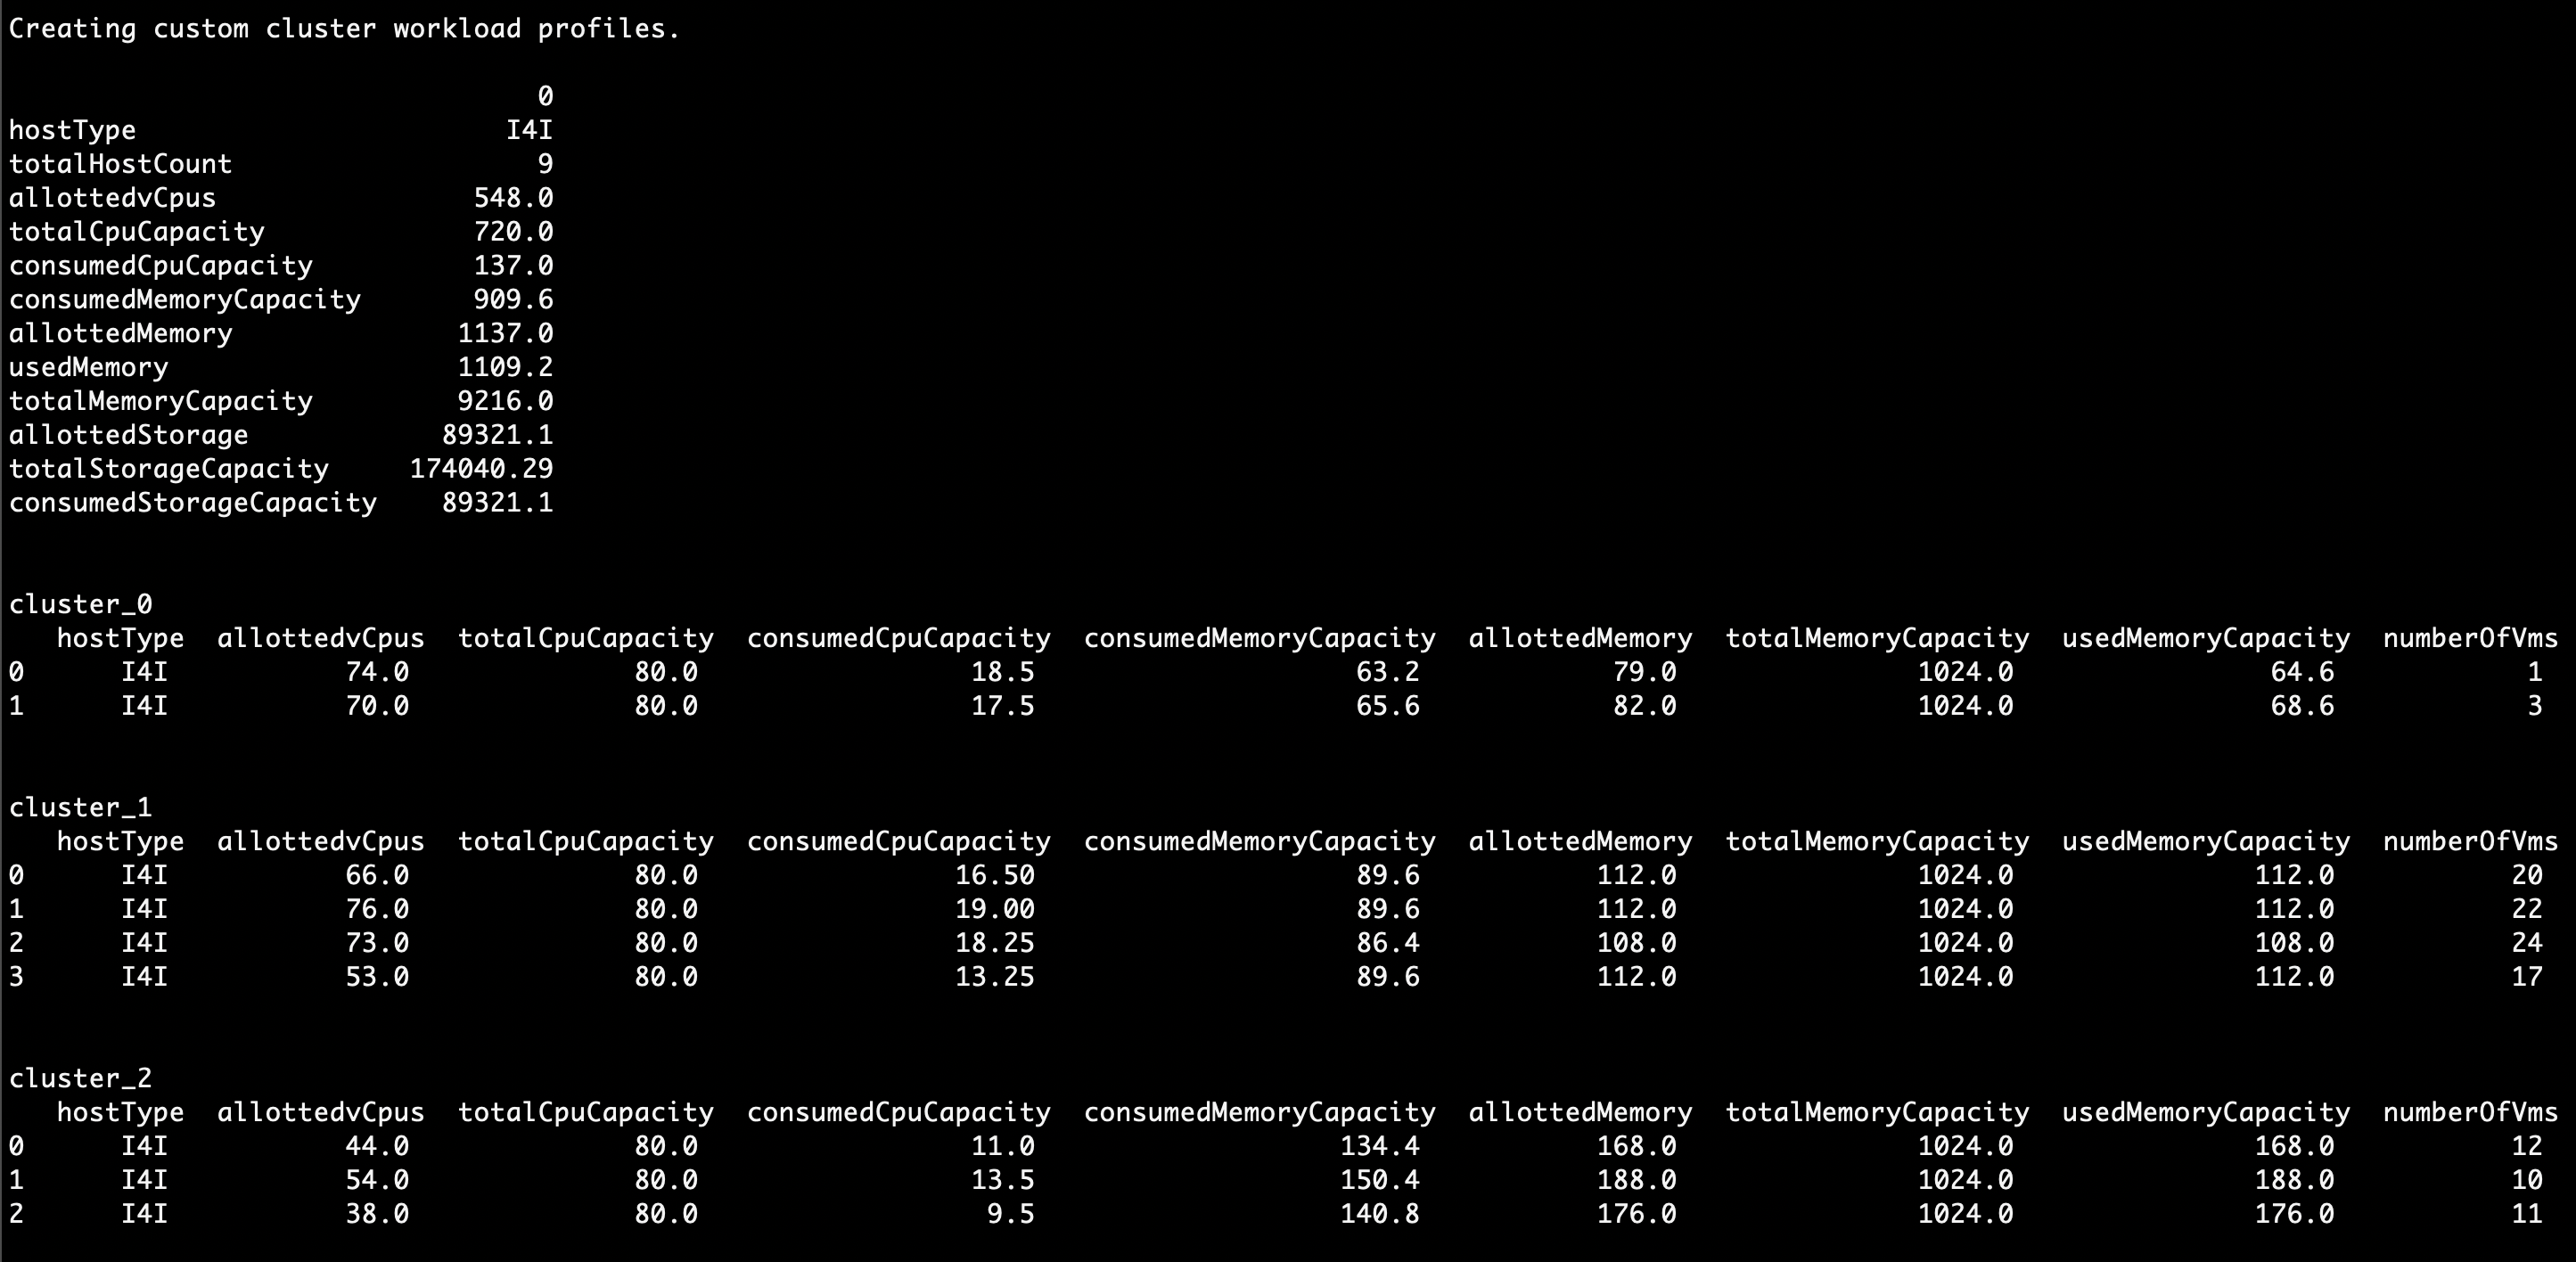 Creating custom cluster workload profiles.
0
hostType I4I
totalHostCount 9
allottedvCpus 548.0
totalCpuCapacity 720.0
consumedCpuCapacity 137.0
consumedMemoryCapacity 909.6
allottedMemory 1137.0
usedMemory 1109.2
totalMemoryCapacity 9216.0
allottedStorage 89321.1
totalStorageCapacity 174040.29
consumedStorageCapacity 89321.1
cluster_0
hostType allottedvCpus totalCpuCapacity consumedCpuCapacity consumedMemoryCapacity allottedMemory totalMemoryCapacity usedMemoryCapacity numberOfVms
0 I4I 74.0 80.0 18.5 63.2 79.0 1024.0 64.6 1
1 I4I 70.0 80.0 17.5 65.6 82.0 1024.0 68.6 3
cluster_1
hostType allottedvCpus totalCpuCapacity consumedCpuCapacity consumedMemoryCapacity allottedMemory totalMemoryCapacity usedMemoryCapacity numberOfVms
0 I4I 66.0 80.0 16.50 89.6 112.0 1024.0 112.0 20
1 I4I 76.0 80.0 19.00 89.6 112.0 1024.0 112.0 22
2 I4I 73.0 80.0 18.25 86.4 108.0 1024.0 108.0 24
3 I4I 53.0 80.0 13.25 89.6 112.0 1024.0 112.0 17
cluster_2
hostType allottedvCpus totalCpuCapacity consumedCpuCapacity consumedMemoryCapacity allottedMemory totalMemoryCapacity usedMemoryCapacity numberOfVms
0 I4I 44.0 80.0 11.0 134.4 168.0 1024.0 168.0 12
1 I4I 54.0 80.0 13.5 150.4 188.0 1024.0 188.0 10
2 I4I 38.0 80.0 9.5 140.8 176.0 1024.0 176.0 11